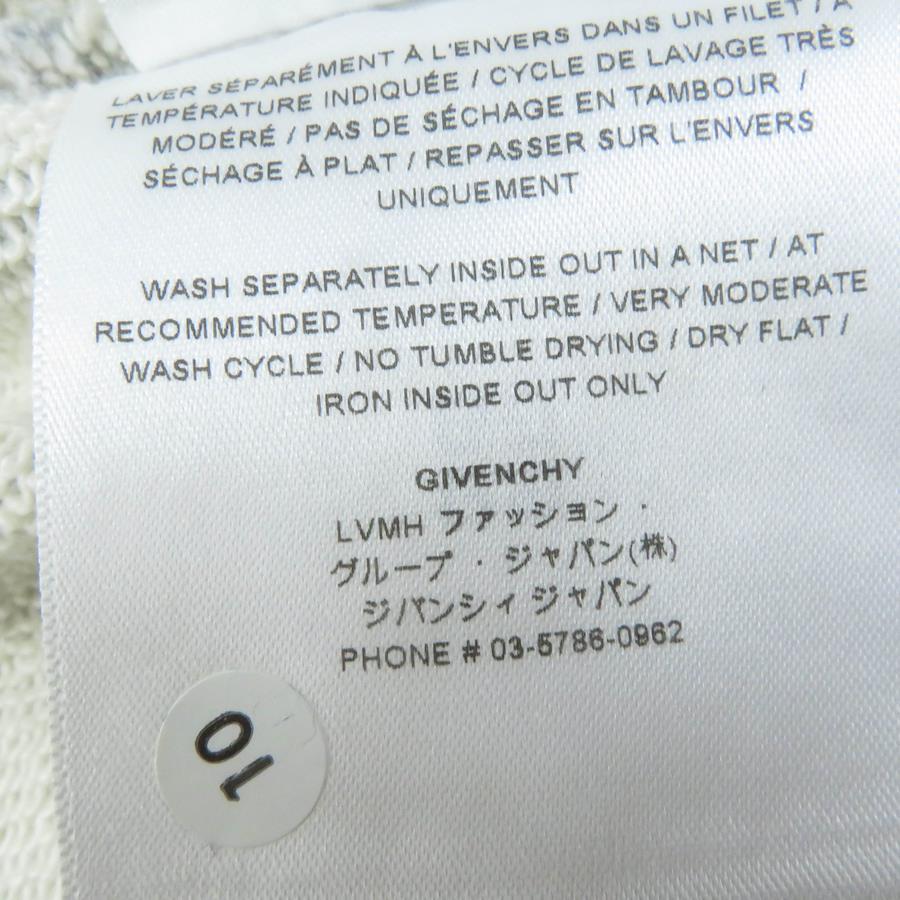 LAVER SÉPARÉMENT À L'ENVERS DANS UN FILET / À
TEMPÉRATURE INDIQUÉE / CYCLE DE LAVAGE TRÈS
MODÉRÉ / PAS DE SÉCHAGE EN TAMBOUR /
SÉCHAGE À PLAT / REPASSER SUR L'ENVERS
UNIQUEMENT
WASH SEPARATELY INSIDE OUT IN A NET / AT
RECOMMENDED TEMPERATURE / VERY MODERATE
WASH CYCLE / NO TUMBLE DRYING / DRY FLAT /
IRON INSIDE OUT ONLY
GIVENCHY
LVMH ファッション ·
グループ · ジャパン(株)
ジバンシィ ジャパン
PHONE # 03-5786-0962
10